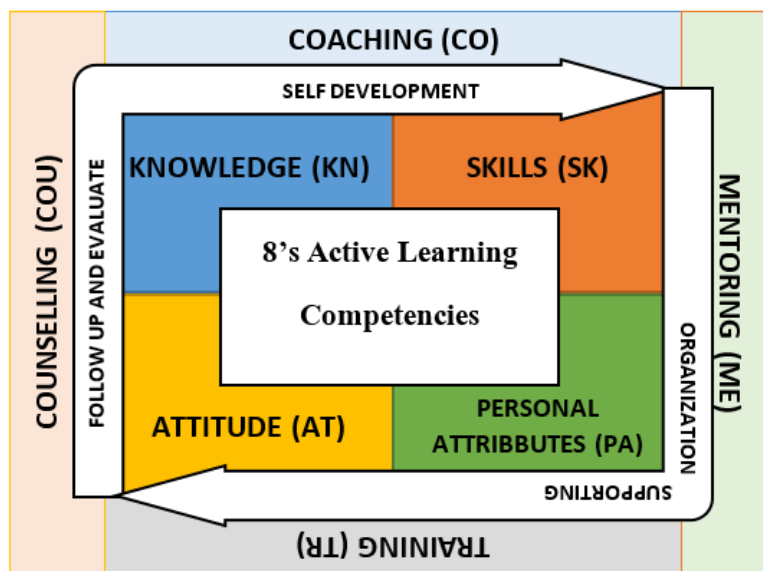 COACHING (CO)
SELF DEVELOPMENT
COUNSELLING (COU)
FOLLOW UP AND EVALUATE
KNOWLEDGE (KN)
SKILLS (SK)
8’s Active Learning
Competencies
ATTITUDE (AT)
PERSONAL
ATTRIBBUTES (PA)
MENTORING (ME)
ORGANIZATION
SUPPORTING
TRAINING (TR)